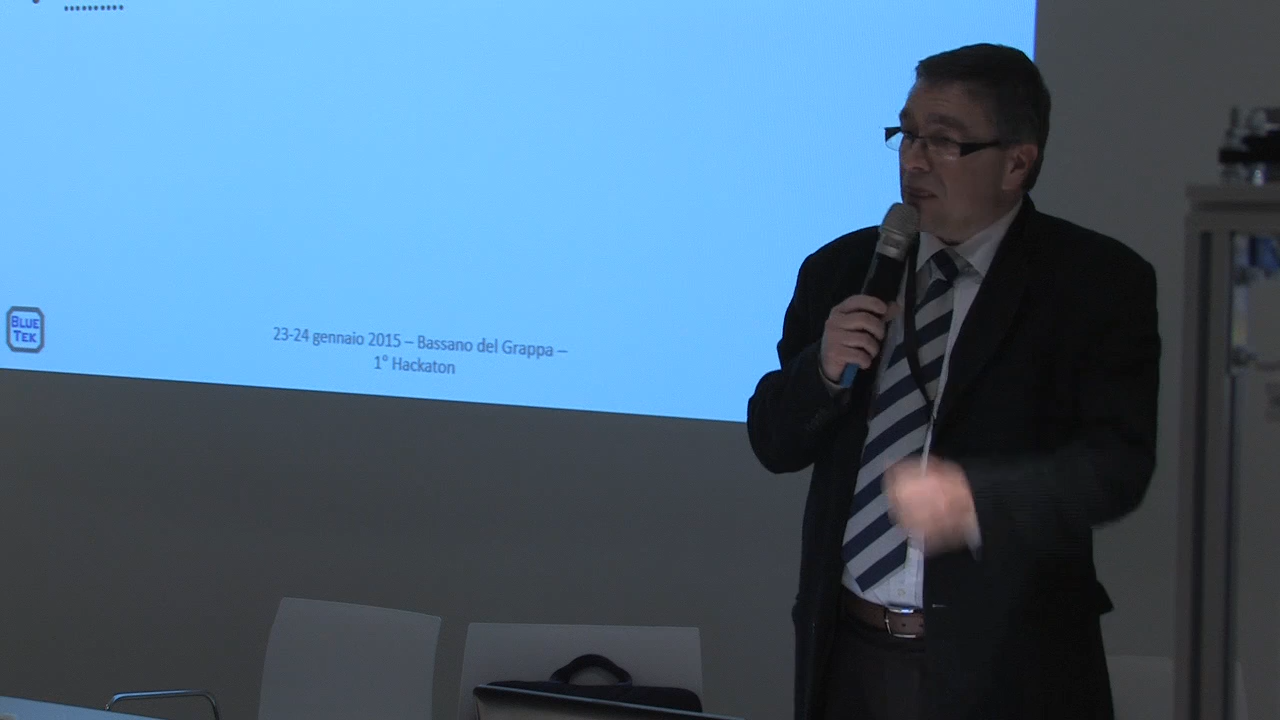 ..........
BLUE
TEK
23-24 gennaio 2015 – Bassano del Grappa –
1° Hackaton